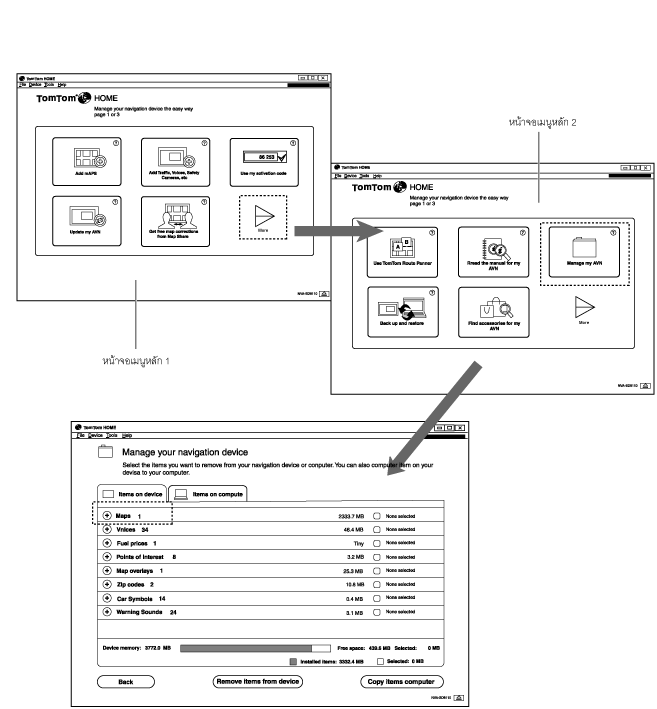 TomTom HOME
File Device Tools Help
TomTom HOME
Manage your navigation device the easy way
page 1 or 3
Add mAPS
Add Traffic, Voices, Safety
Cameras, etc
86 253
Use my activation code
Update my AVN
Get free map corrections
from Map Share
More
หน้าจอเมนูหลัก 1
หน้าจอเมนูหลัก 2
TomTom HOME
File Device Tools Help
TomTom HOME
Manage your navigation device the easy way
page 1 or 3
A B
Use TomTom Route Panner
Rread the manual for my
AVN
Manage my AVN
Back up and restore
Find accessories for my
AVN
More
TomTom HOME
File Device Tools Help
Manage your navigation device
Select the items you want to remove from your navigation device or conputer. You can also computer item on your
devisa to your computer.
Items on device
Items on compute
Maps 1 2333.7 MB None selected
Vnices 34 48.4 MB None selected
Fuel prices 1 Tiny None selected
Points of Interest 8 3.2 MB None selected
Map overlays 1 25.3 MB None selected
Zip codes 2 10.8 MB None selected
Car Symbols 14 0.4 MB None selected
Warning Sounds 24 3.1 MB None selected
Device memory: 3772.0 MB Free space: 439.6 MB Selected: 0 MB
Installed items: 3332.4 MB Selected: 0 MB
Back
Remove items from device
Copy items computer